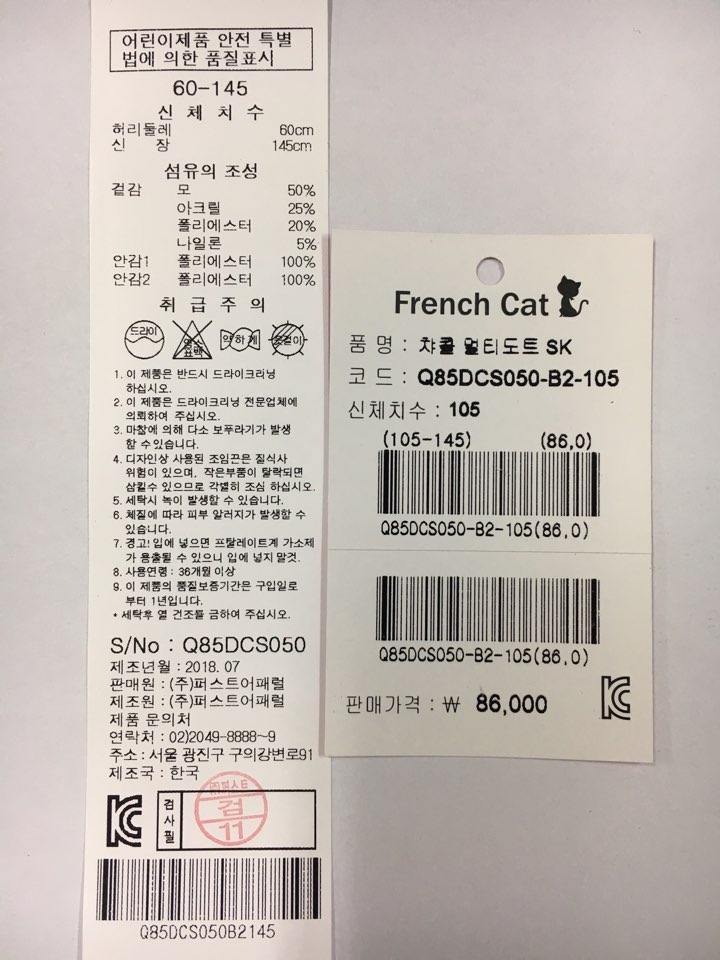 어린이제품 안전 특별
법에 의한 품질표시
60-145
신 체 치 수
허리둘레 60cm
신 장 145cm
섬유의 조성
겉감 모 50%
아크릴 25%
폴리에스터 20%
나일론 5%
안감1 폴리에스터 100%
안감2 폴리에스터 100%
취 급 주 의
드라이 염소 표백 약하게 옷걸이
1. 이 제품은 반드시 드라이크리닝
하십시오.
2. 이 제품은 드라이크리닝 전문업체에
의뢰하여 주십시오.
3. 마찰에 의해 다소 보푸라기가 발생
할 수 있습니다.
4. 디자인상 사용된 조임끈은 질식사
위험이 있으며, 작은부품이 탈락되면
삼킬수 있으므로 각별히 조심 하십시오.
5. 세탁시 녹이 발생할 수 있습니다.
6. 체질에 따라 피부 알러지가 발생할 수
있습니다.
7. 경고! 입에 넣으면 프탈레이트계 가소제
가 용출될 수 있으니 입에 넣지 말것.
8. 사용연령 : 36개월 이상
9. 이 제품의 품질보증기간은 구입일로
부터 1년입니다.
* 세탁후 열 건조를 금하여 주십시오.
S/No : Q85DCS050
제조년월 : 2018. 07
판매원 : (주)퍼스트어패럴
제조원 : (주)퍼스트어패럴
제품 문의처
연락처 : 02)2049-8888~9
주소 : 서울 광진구 구의강변로91
제조국 : 한국
검사필
검
11
Q85DCS050B2145
French Cat
품 명 : 챠콜 멀티도트 SK
코 드 : Q85DCS050-B2-105
신체치수 : 105
(105-145) (86,0)
Q85DCS050-B2-105(86,0)
Q85DCS050-B2-105(86,0)
판매가격 : ₩ 86,000